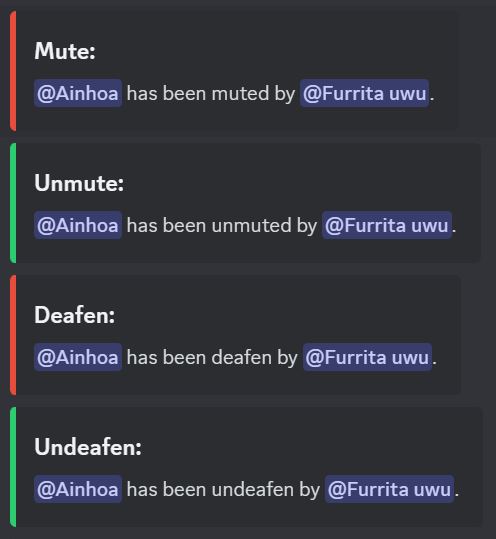 Mute:
@Ainhoa has been muted by @Furrita uwu.
Unmute:
@Ainhoa has been unmuted by @Furrita uwu.
Deafen:
@Ainhoa has been deafen by @Furrita uwu.
Undeafen:
@Ainhoa has been undeafen by @Furrita uwu.